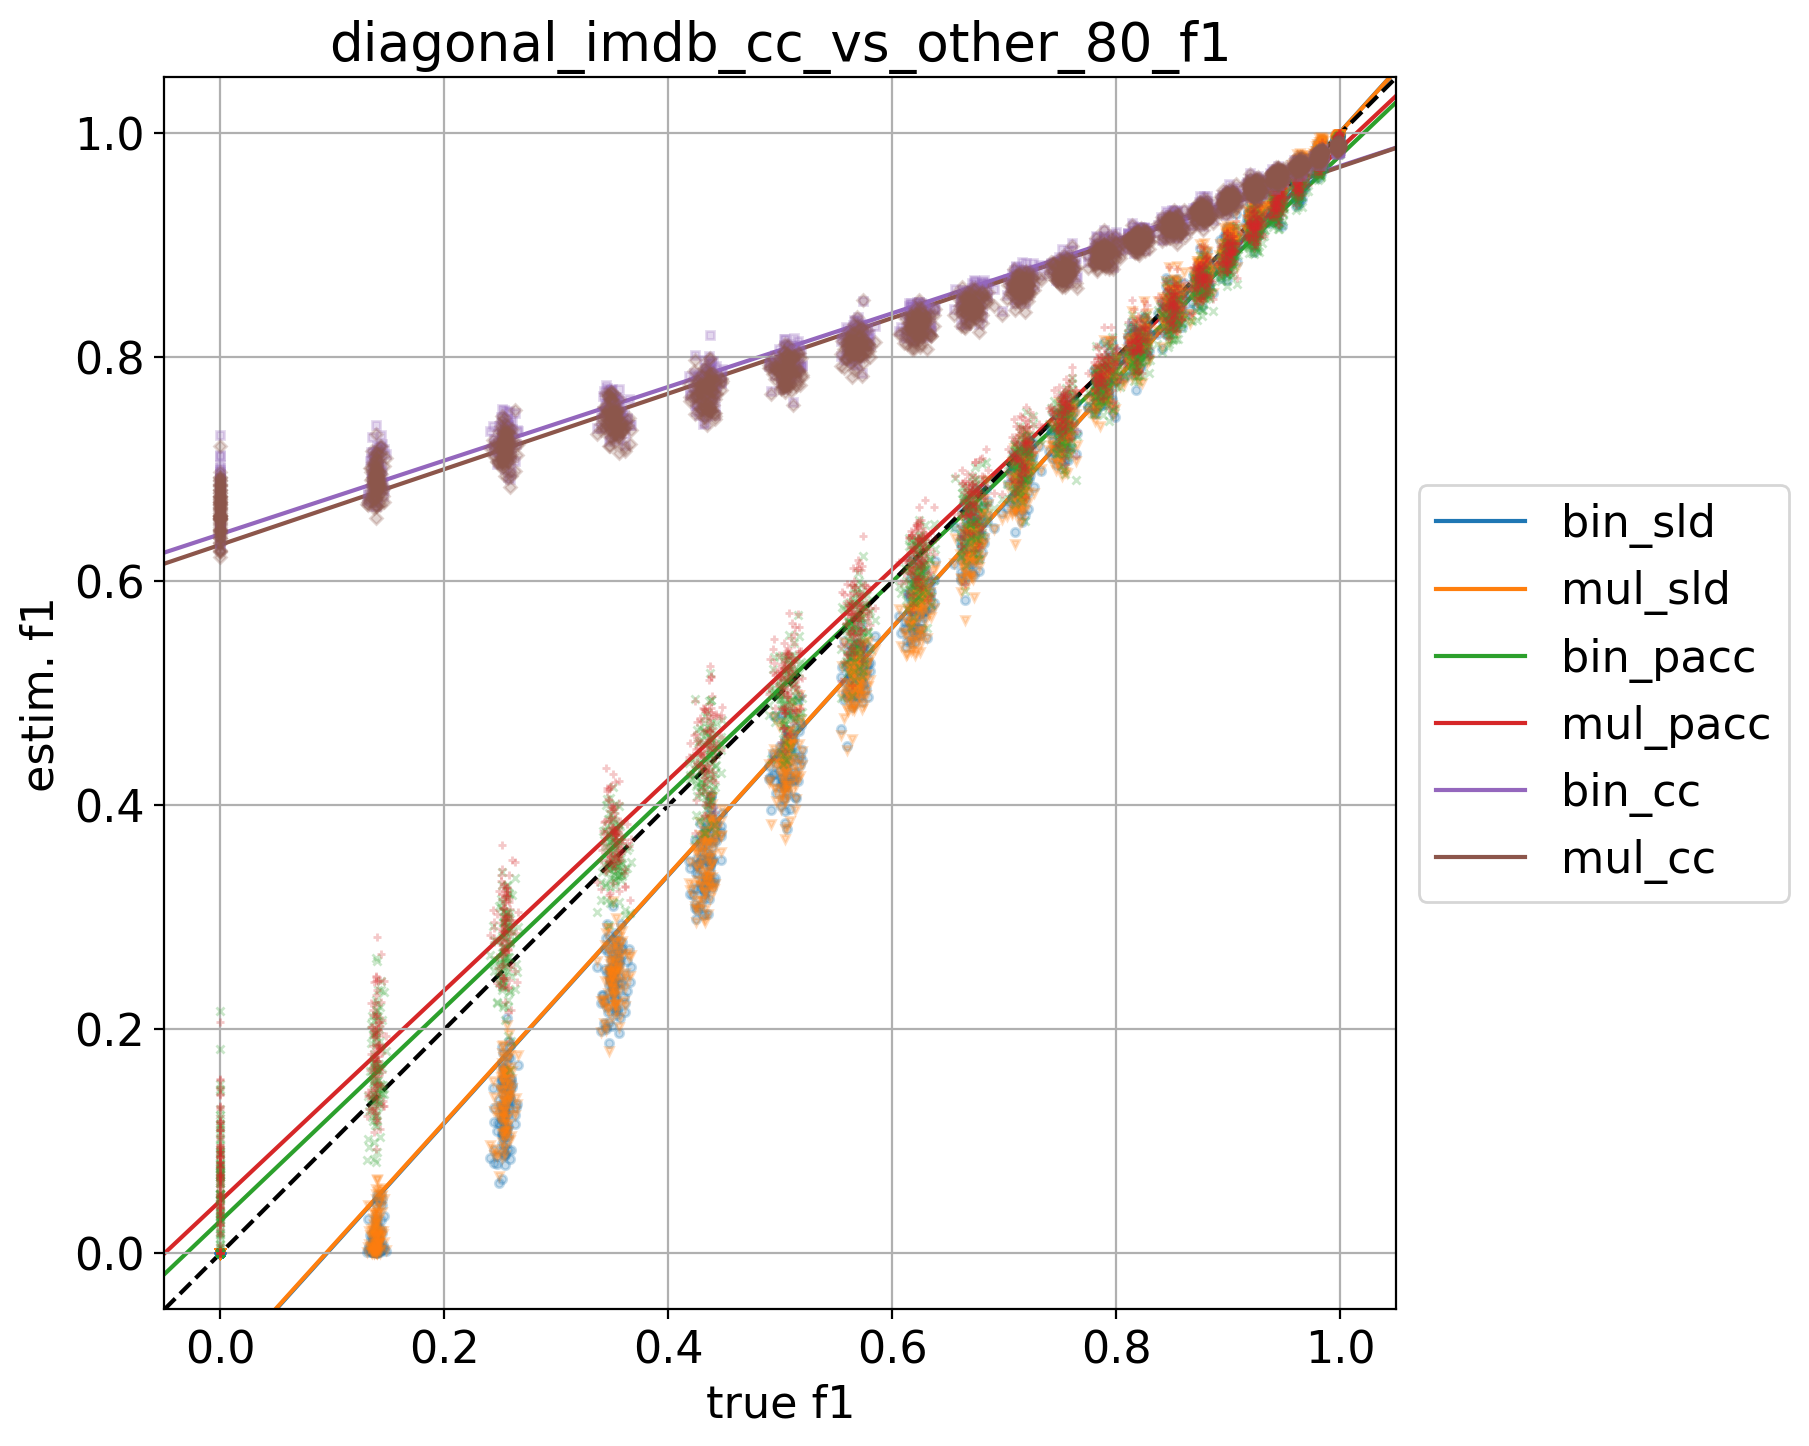 diagonal_imdb_cc_vs_other_80_f1
1.0
0.8
0.6
0.4
0.2
0.0
estim. f1
0.0 0.2 0.4 0.6 0.8 1.0
true f1
bin_sld
mul_sld
bin_pacc
mul_pacc
bin_cc
mul_cc